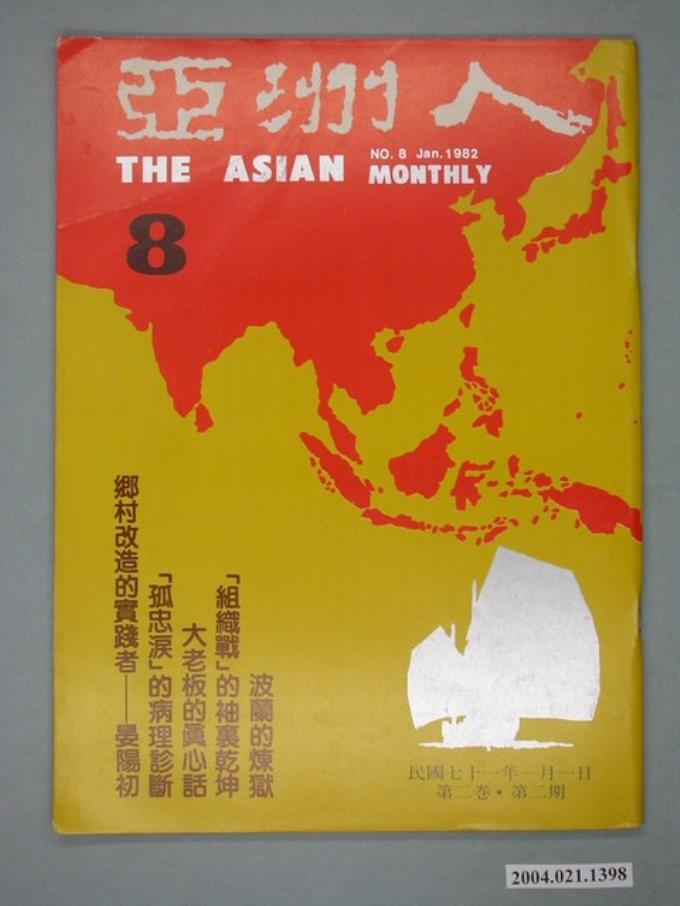 亞洲人
NO. 8 Jan. 1982
THE ASIAN MONTHLY
8
波蘭的煉獄
「組織戰」的袖裏乾坤
大老板的眞心話
「孤忠淚」的病理診斷
鄉村改造的實踐者——晏陽初
民國七十一年一月一日
第二卷·第二期
2004.021.1398